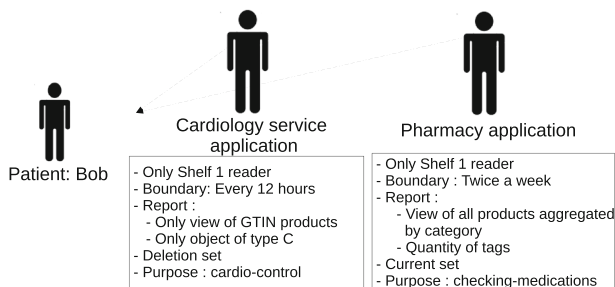 Patient: Bob
Cardiology service
application
- Only Shelf 1 reader
- Boundary: Every 12 hours
- Report :
- Only view of GTIN products
- Only object of type C
- Deletion set
- Purpose : cardio-control
Pharmacy application
- Only Shelf 1 reader
- Boundary : Twice a week
- Report :
- View of all products aggregated
by category
- Quantity of tags
- Current set
- Purpose : checking-medications